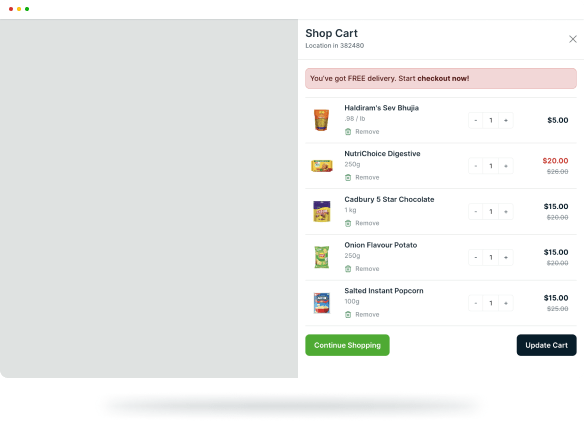 Shop Cart
Location in 382480
You've got FREE delivery. Start checkout now!
Haldiram's Sev Bhujia
.98 / lb
Remove
- 1 +
$5.00
NutriChoice Digestive
250g
Remove
- 1 +
$20.00
$26.00
Cadbury 5 Star Chocolate
1 kg
Remove
- 1 +
$15.00
$20.00
Onion Flavour Potato
250g
Remove
- 1 +
$15.00
$20.00
Salted Instant Popcorn
100g
Remove
- 1 +
$15.00
$25.00
Continue Shopping
Update Cart